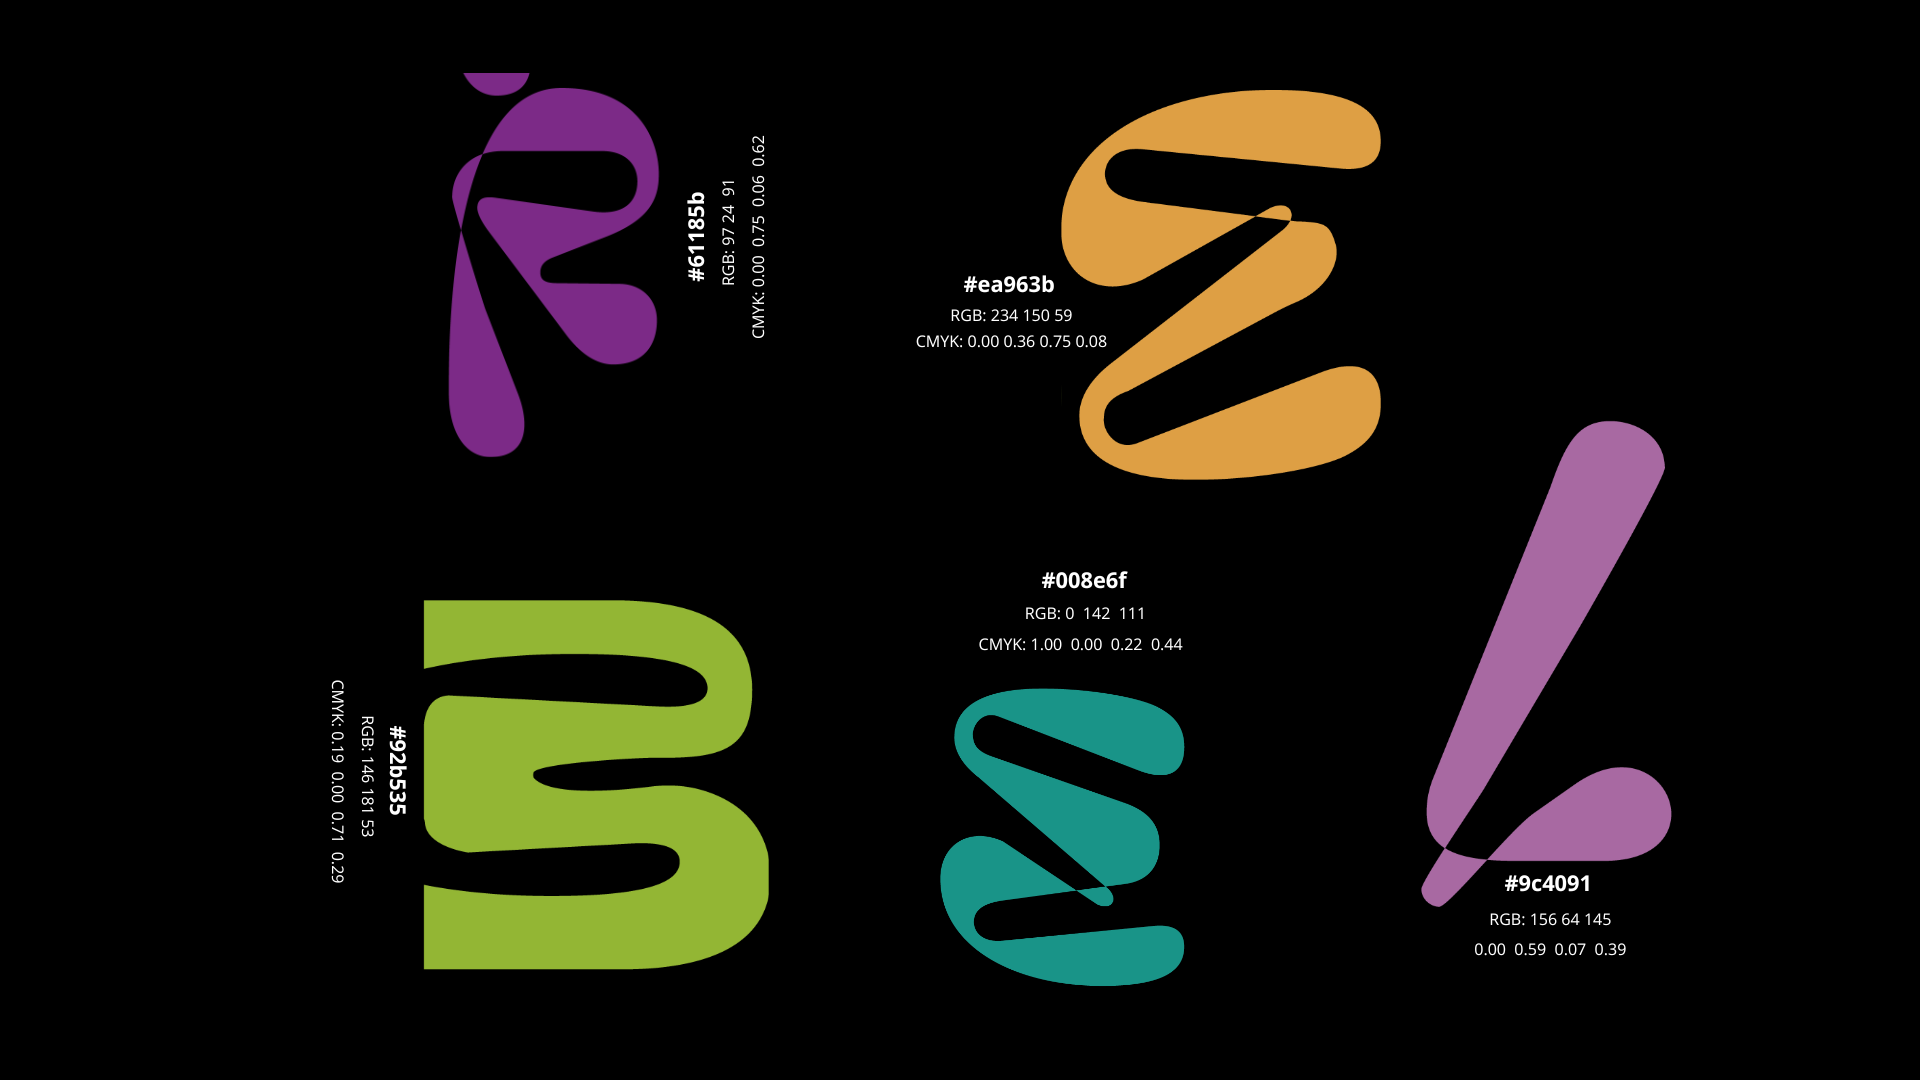 #61185b
RGB: 97 24 91
CMYK: 0.00 0.75 0.06 0.62
#ea963b
RGB: 234 150 59
CMYK: 0.00 0.36 0.75 0.08
#92b535
RGB: 146 181 53
CMYK: 0.19 0.00 0.71 0.29
#008e6f
RGB: 0 142 111
CMYK: 1.00 0.00 0.22 0.44
#9c4091
RGB: 156 64 145
0.00 0.59 0.07 0.39